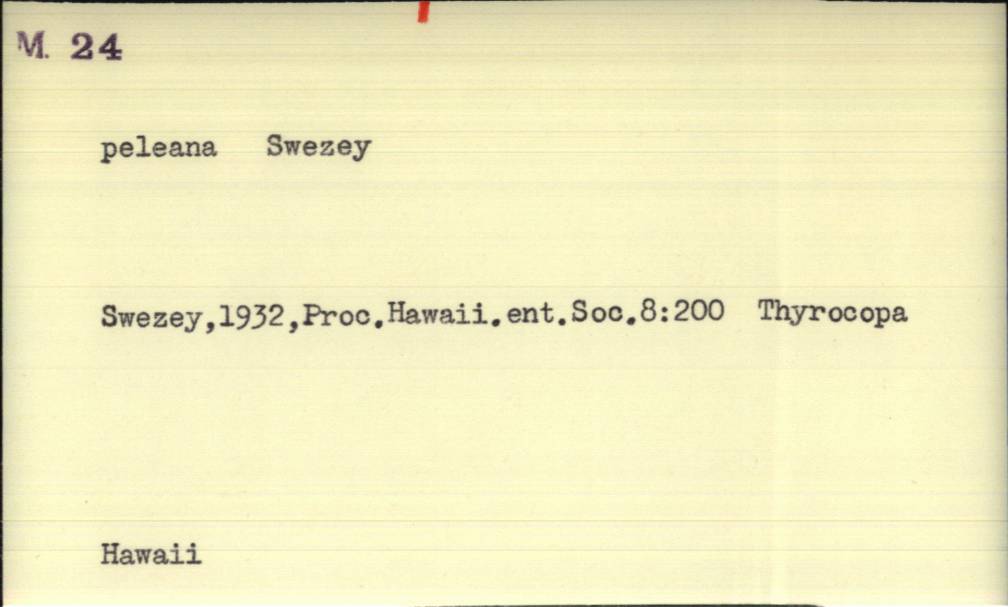 M. 24
peleana Swezey
Swezey,1932,Proc.Hawaii.ent.Soc.8:200 Thyrocopa
Hawaii